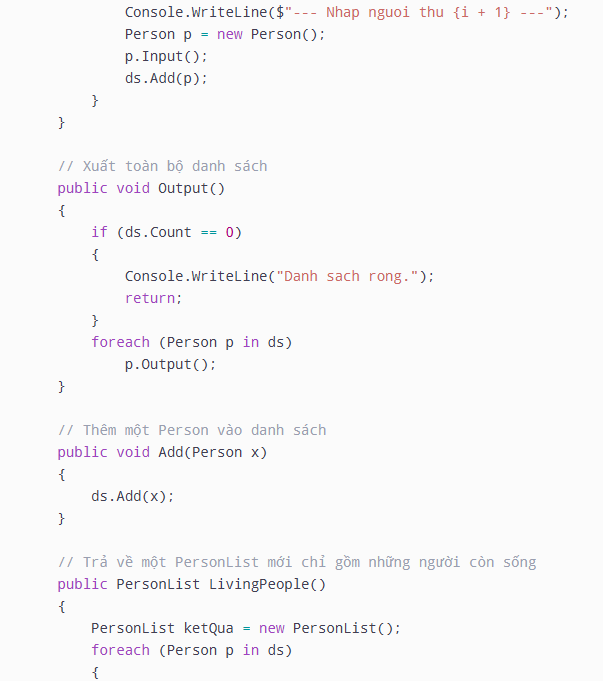 Console.WriteLine($"--- Nhap nguoi thu {i + 1} ---");
Person p = new Person();
p.Input();
ds.Add(p);
}
}
// Xuất toàn bộ danh sách
public void Output()
{
if (ds.Count == 0)
{
Console.WriteLine("Danh sach rong.");
return;
}
foreach (Person p in ds)
p.Output();
}
// Thêm một Person vào danh sách
public void Add(Person x)
{
ds.Add(x);
}
// Trả về một PersonList mới chỉ gồm những người còn sống
public PersonList LivingPeople()
{
PersonList ketQua = new PersonList();
foreach (Person p in ds)
{